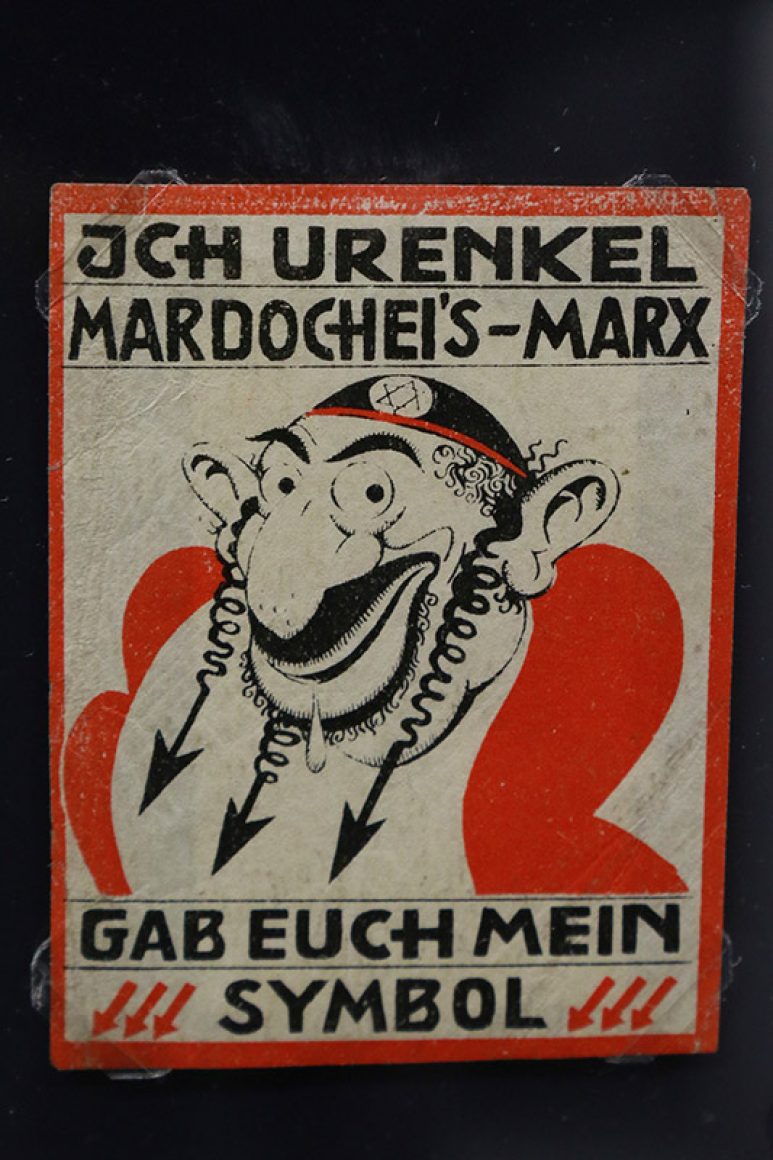 JCH URENKEL
MARDOCHEI'S-MARX
GAB EUCH MEIN
SYMBOL